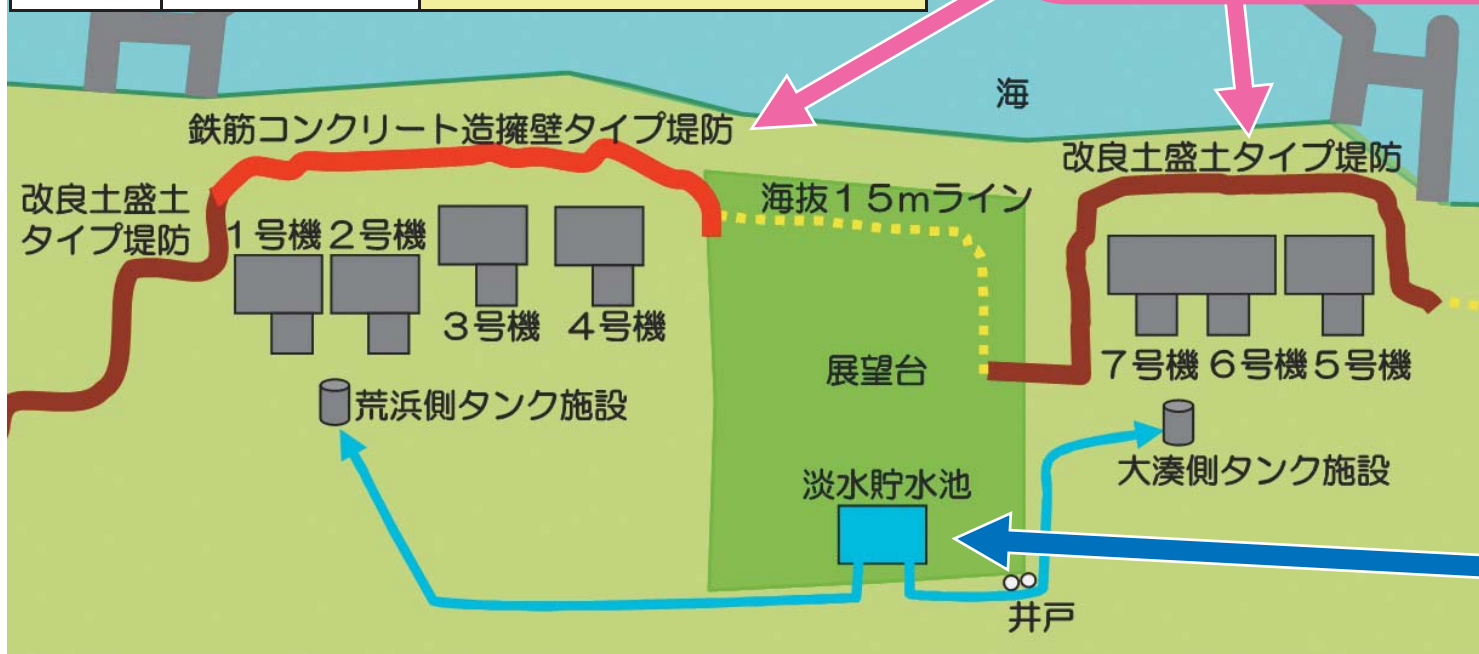 海
鉄筋コンクリート造擁壁タイプ堤防
改良土盛土タイプ堤防
改良土盛土
タイプ堤防
海抜１５mライン
１号機
２号機
３号機
４号機
展望台
７号機
６号機
５号機
荒浜側タンク施設
大湊側タンク施設
淡水貯水池
井戸